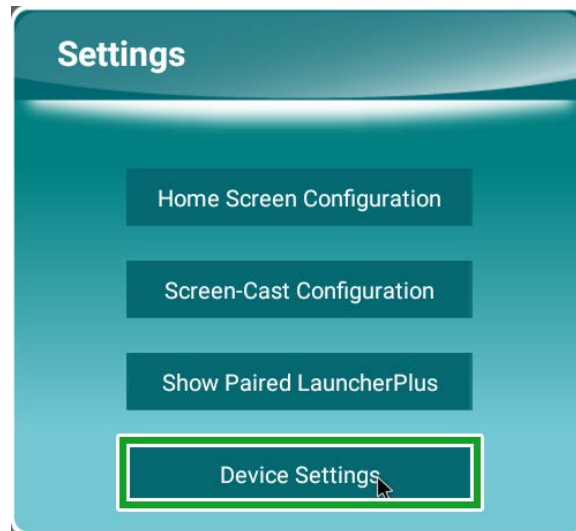 Settings
Home Screen Configuration
Screen-Cast Configuration
Show Paired LauncherPlus
Device Settings